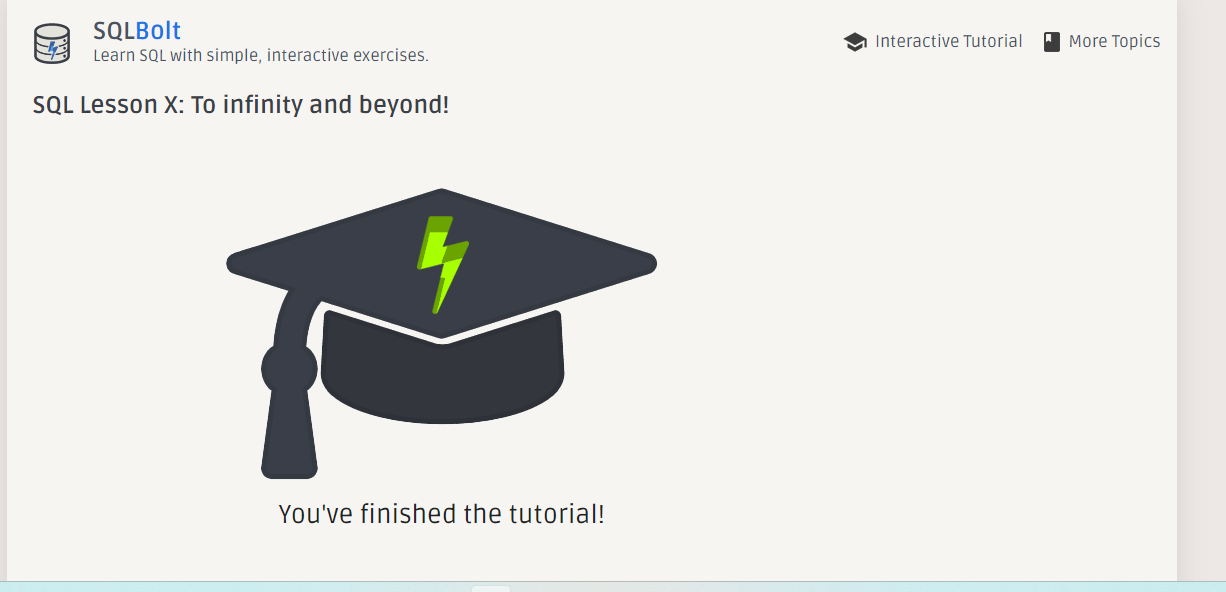 SQLBolt
Learn SQL with simple, interactive exercises.
Interactive Tutorial
More Topics
SQL Lesson X: To infinity and beyond!
You've finished the tutorial!